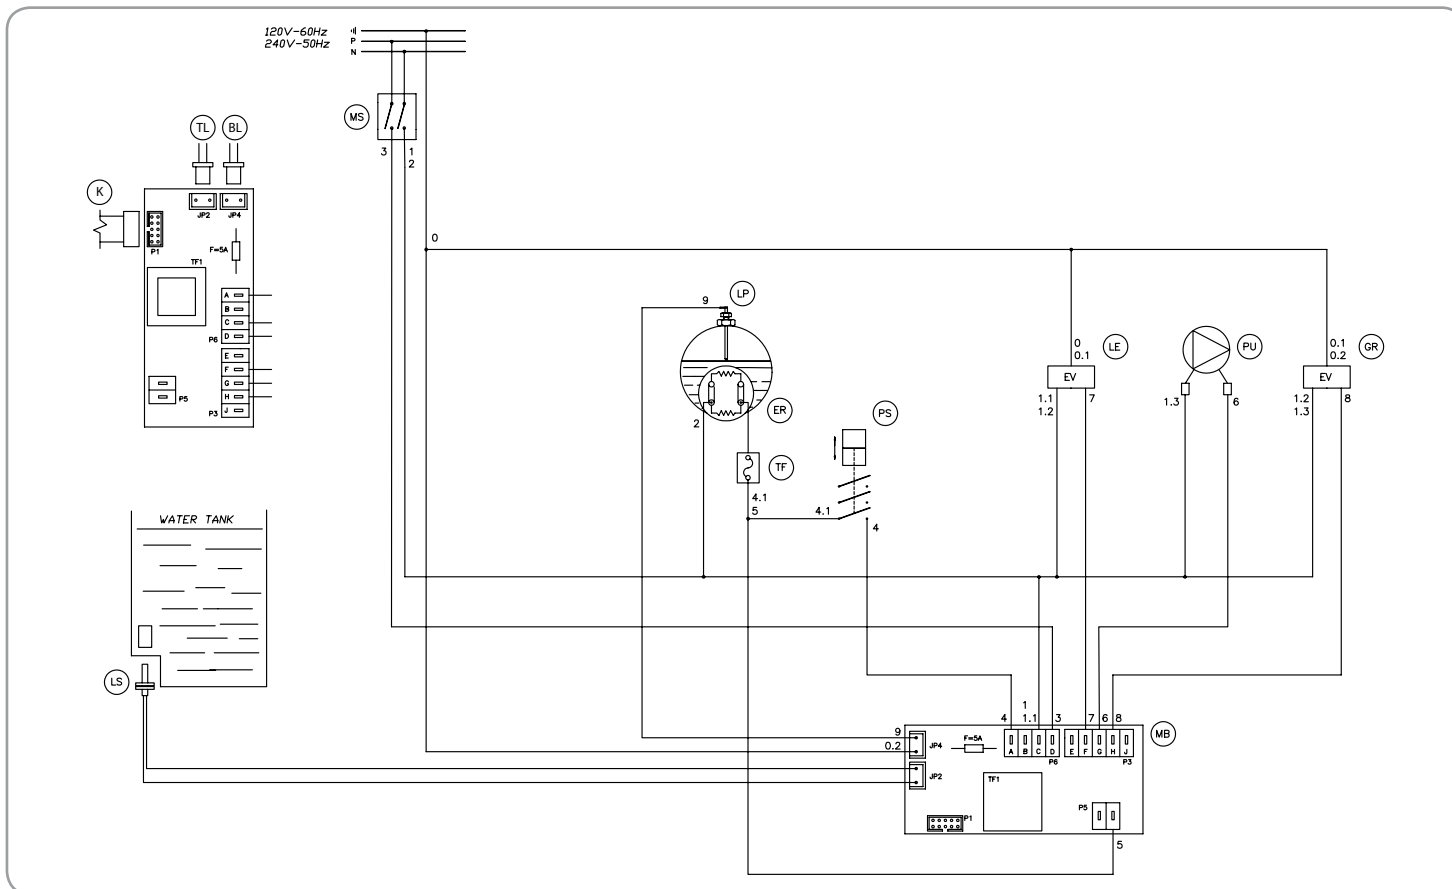 120V-60Hz
240V-50Hz
P
N
MS
3 1
2
TL BL
K
JP2 JP4
P1
F=5A
TF1
A
B
C
D
P6
E
F
G
H
J
P5
P3
0
9 LP
ER
2
TF
4.1
5
PS
4.1
4
0
0.1
LE
EV
1.1
1.2
7
PU
1.3 6
0.1
0.2
GR
EV
1.2
1.3
8
WATER TANK
LS
4 1
1.1 3 7 6 8
MB
9
0.2
JP4
F=5A
A B C D
P6
E F G H J
P3
JP2
TF1
P1
P5
5